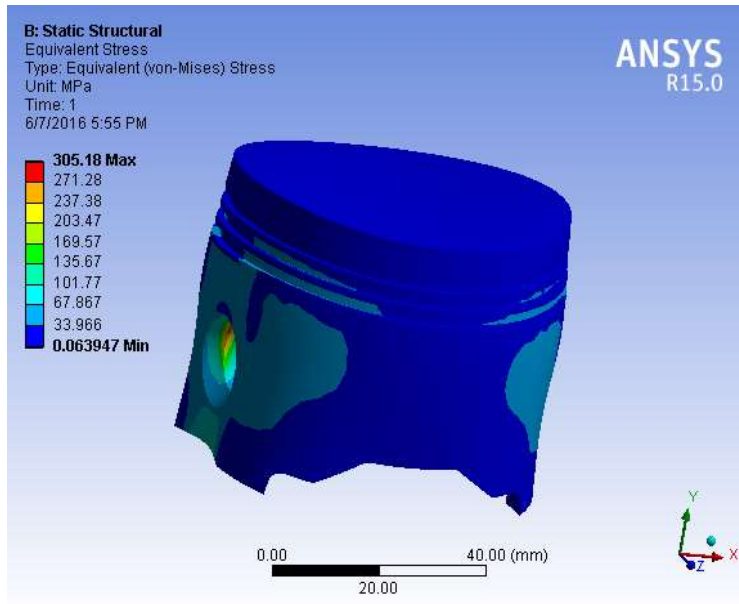 B: Static Structural
Equivalent Stress
Type: Equivalent (von-Mises) Stress
Unit: MPa
Time: 1
6/7/2016 5:55 PM
ANSYS
R15.0
305.18 Max
271.28
237.38
203.47
169.57
135.67
101.77
67.867
33.966
0.063947 Min
0.00
40.00 (mm)
20.00
Y
X
Z